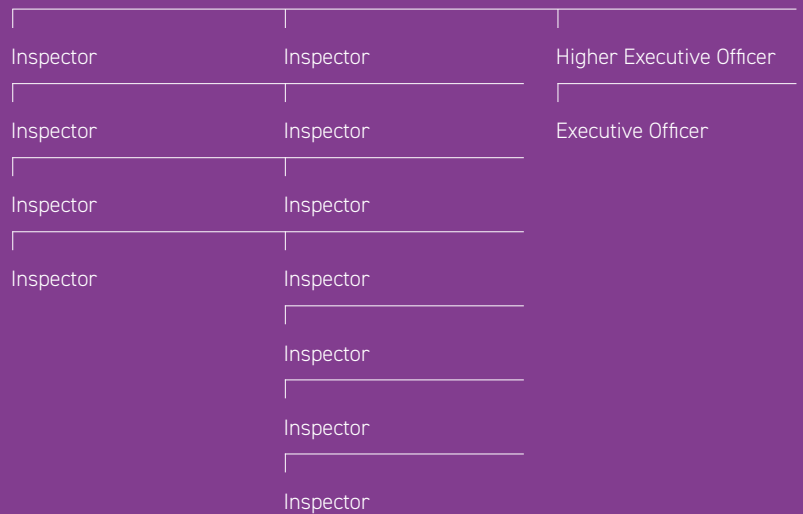 Inspector Inspector Higher Executive Officer
Inspector Inspector Executive Officer
Inspector Inspector
Inspector Inspector
Inspector
Inspector
Inspector